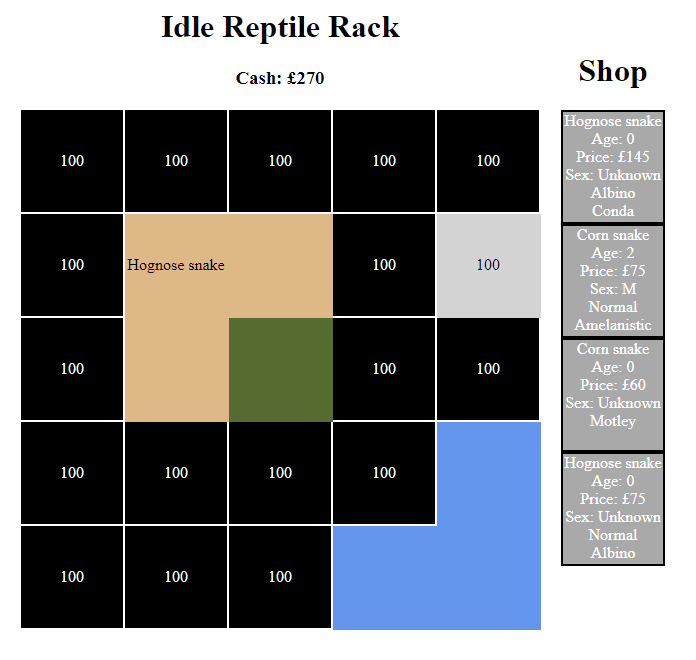 Idle Reptile Rack
Cash: £270
100 100 100 100 100
100 Hognose snake 100 100
100 100 100
100 100 100 100
100 100 100
Shop
Hognose snake
Age: 0
Price: £145
Sex: Unknown
Albino
Conda
Corn snake
Age: 2
Price: £75
Sex: M
Normal
Amelanistic
Corn snake
Age: 0
Price: £60
Sex: Unknown
Motley
Hognose snake
Age: 0
Price: £75
Sex: Unknown
Normal
Albino